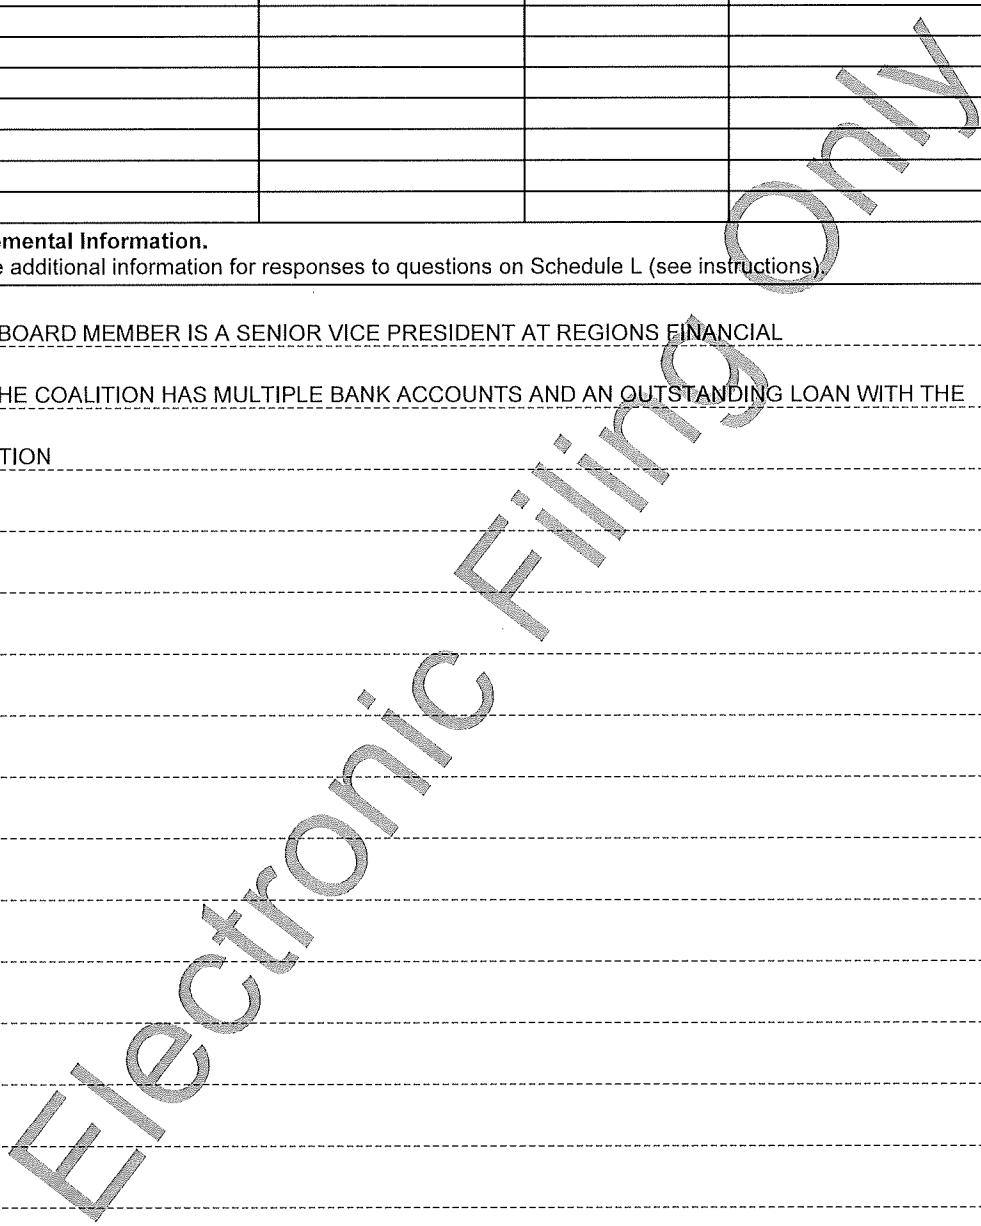 emental Information.
e additional information for responses to questions on Schedule L (see instructions).
BOARD MEMBER IS A SENIOR VICE PRESIDENT AT REGIONS FINANCIAL
HE COALITION HAS MULTIPLE BANK ACCOUNTS AND AN OUTSTANDING LOAN WITH THE
TION
Electronic Filing Only